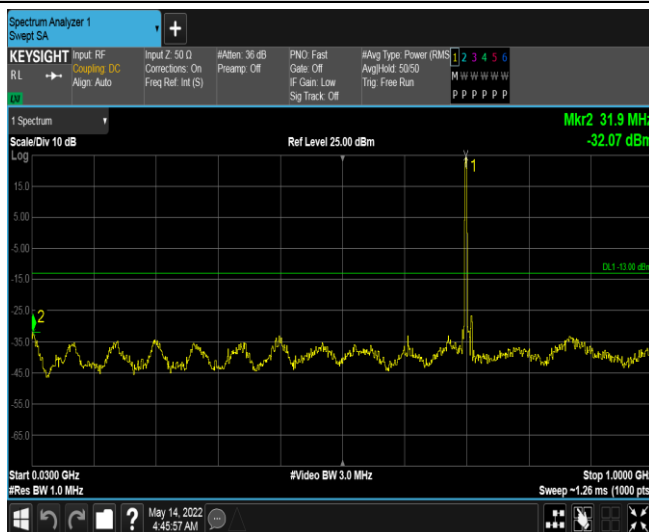 Spectrum Analyzer 1
Swept SA
+
KEYSIGHT
RL
Input: RF
Coupling: DC
Align: Auto
Input Z: 50 Ω
Corrections: On
Freq Ref: Int (S)
#Atten: 36 dB
Preamp: Off
PNO: Fast
Gate: Off
IF Gain: Low
Sig Track: Off
#Avg Type: Power (RMS
Avg|Hold: 50/50
Trig: Free Run
1 2 3 4 5 6
M W W W W W
P P P P P P
1 Spectrum
Scale/Div 10 dB
Ref Level 25.00 dBm
Mkr2 31.9 MHz
-32.07 dBm
Log
15.0
5.00
-5.00
-15.0
-25.0
-35.0
-45.0
-55.0
-65.0
1
2
DL1 -13.00 dBm
Start 0.0300 GHz
#Video BW 3.0 MHz
Stop 1.0000 GHz
#Res BW 1.0 MHz
Sweep ~1.26 ms (1000 pts
?
May 14, 2022
4:45:57 AM